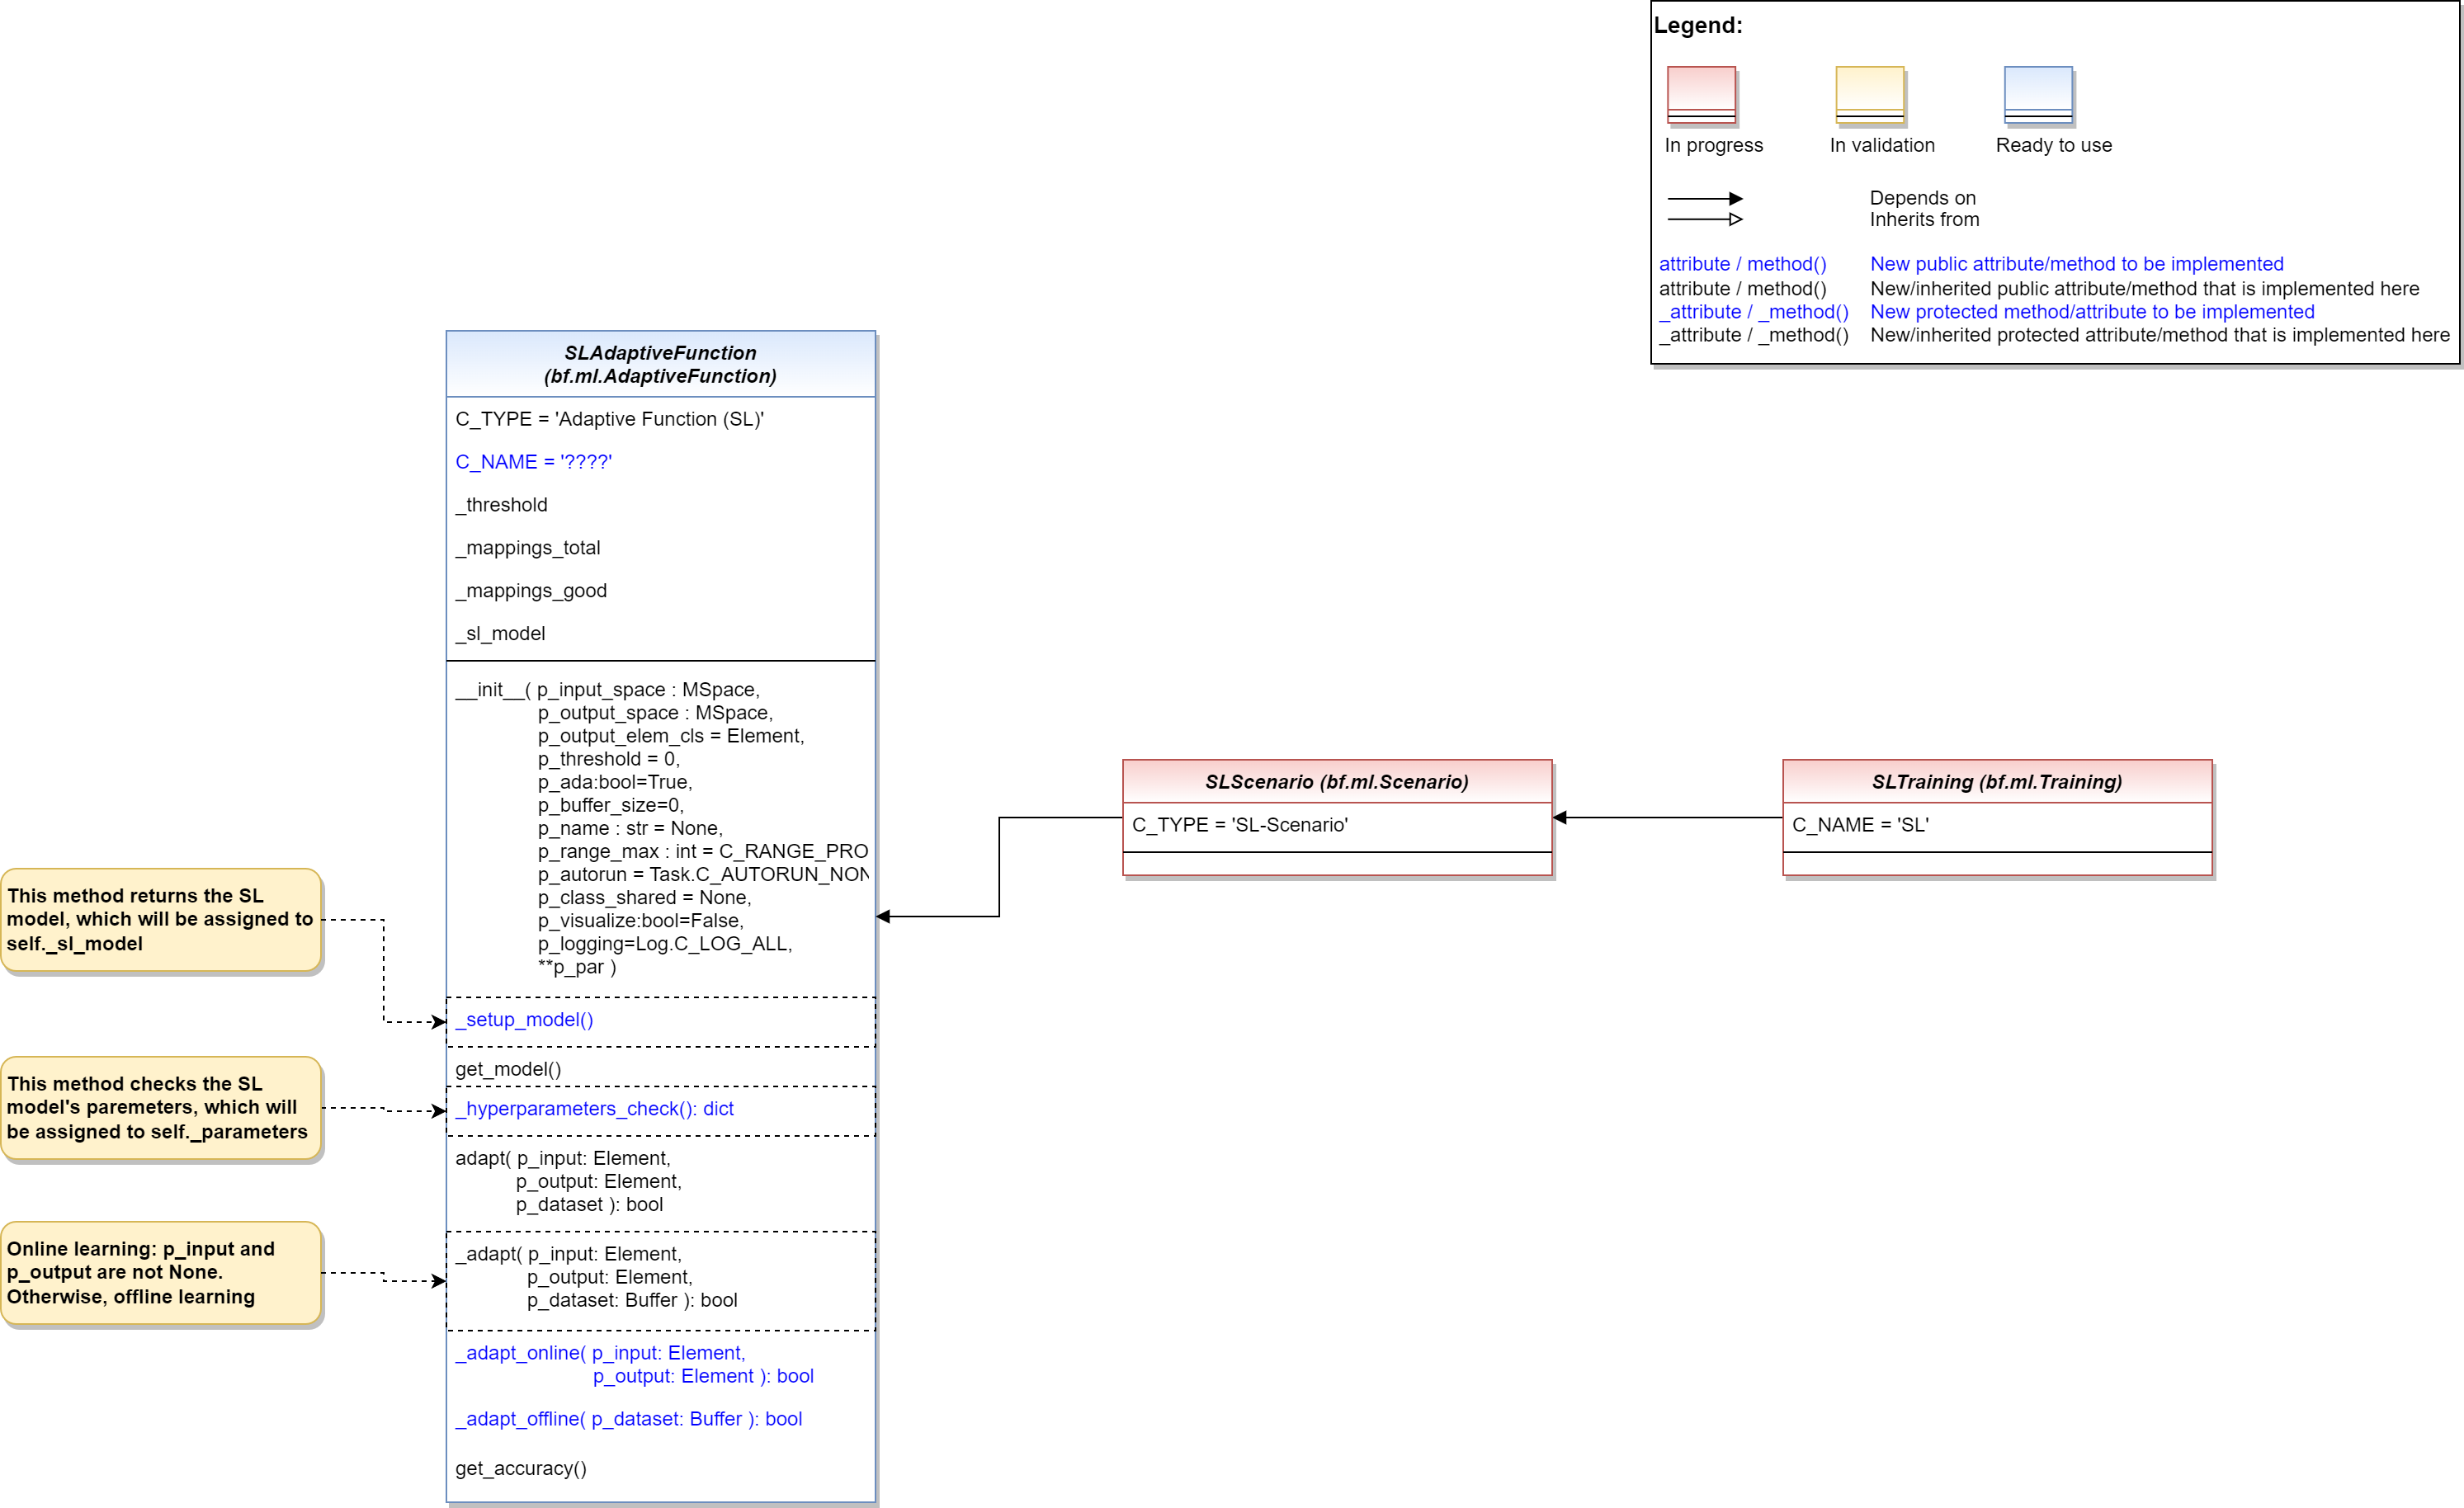 Legend:
In progress
In validation
Ready to use
Depends on
Inherits from
attribute / method() New public attribute/method to be implemented
attribute / method() New/inherited public attribute/method that is implemented here
_attribute / _method() New protected method/attribute to be implemented
_attribute / _method() New/inherited protected attribute/method that is implemented here
SLAdaptiveFunction
(bf.ml.AdaptiveFunction)
C_TYPE = 'Adaptive Function (SL)'
C_NAME = '????'
_threshold
_mappings_total
_mappings_good
_sl_model
__init__( p_input_space : MSpace,
p_output_space : MSpace,
p_output_elem_cls = Element,
p_threshold = 0,
p_ada:bool=True,
p_buffer_size=0,
p_name : str = None,
p_range_max : int = C_RANGE_PRO
p_autorun = Task.C_AUTORUN_NON
p_class_shared = None,
p_visualize:bool=False,
p_logging=Log.C_LOG_ALL,
**p_par )
_setup_model()
get_model()
_hyperparameters_check(): dict
adapt( p_input: Element,
p_output: Element,
p_dataset ): bool
_adapt( p_input: Element,
p_output: Element,
p_dataset: Buffer ): bool
_adapt_online( p_input: Element,
p_output: Element ): bool
_adapt_offline( p_dataset: Buffer ): bool
get_accuracy()
This method returns the SL
model, which will be assigned to
self._sl_model
This method checks the SL
model's paremeters, which will
be assigned to self._parameters
Online learning: p_input and
p_output are not None.
Otherwise, offline learning
SLScenario (bf.ml.Scenario)
C_TYPE = 'SL-Scenario'
SLTraining (bf.ml.Training)
C_NAME = 'SL'